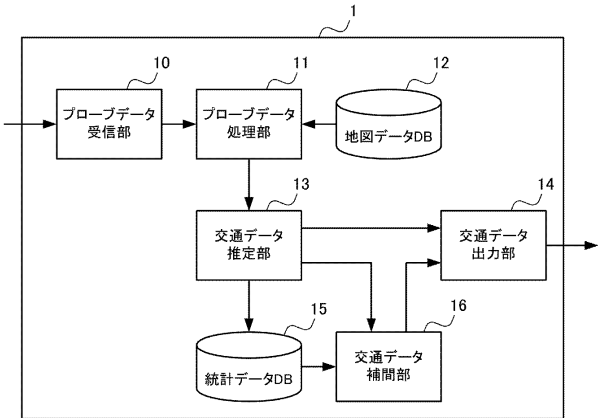 1
10
プローブデータ
受信部
11
プローブデータ
処理部
12
地図データDB
13
交通データ
推定部
14
交通データ
出力部
15
統計データDB
16
交通データ
補間部